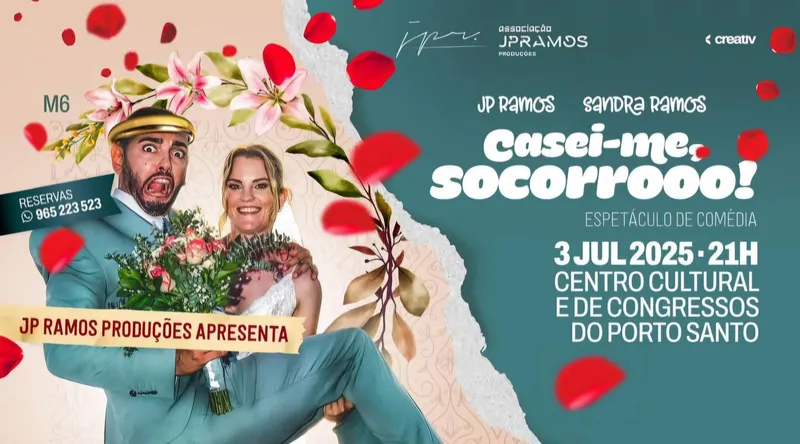 jpr.
associação
JPRAMOS
PRODUÇÕES
creativ
M6
JP RAMOS SANDRA RAMOS
Casei-me,
socorrooo!
ESPETÁCULO DE COMÉDIA
RESERVAS
965 223 523
3 JUL 2025 · 21H
CENTRO CULTURAL
E DE CONGRESSOS
DO PORTO SANTO
JP RAMOS PRODUÇÕES APRESENTA